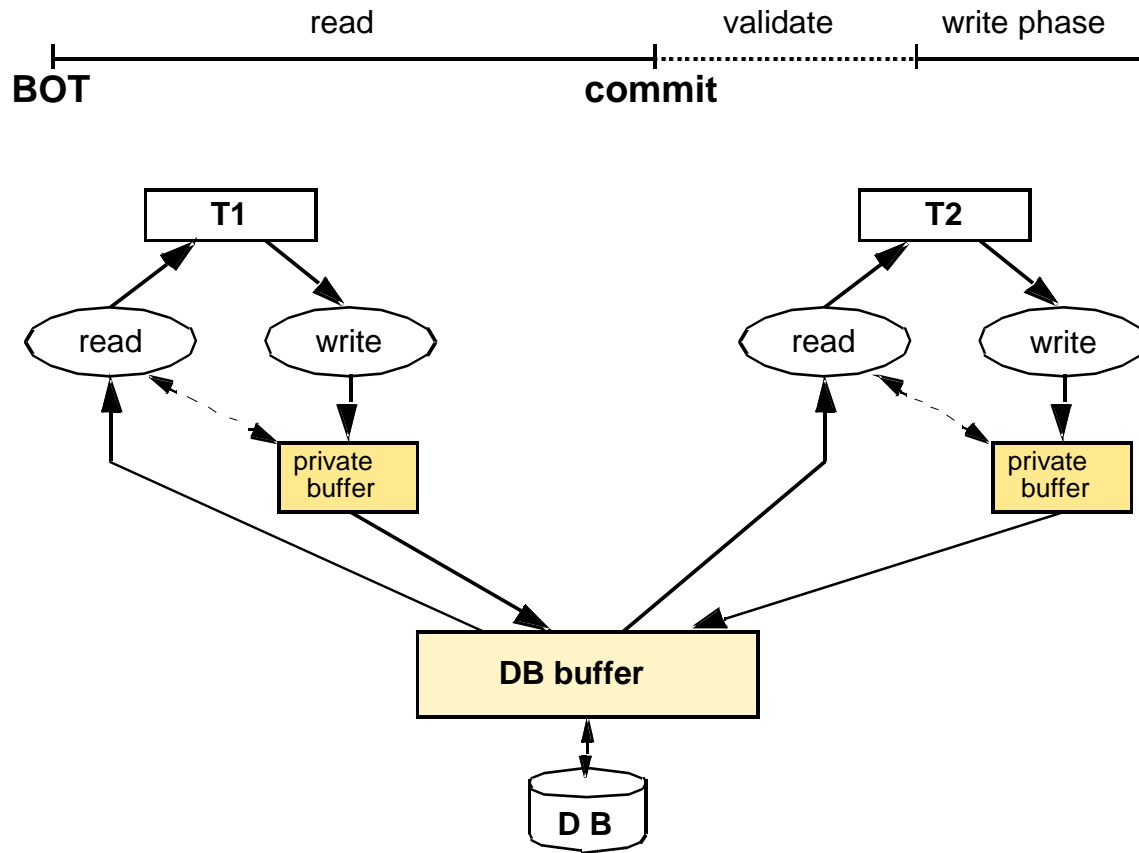 read validate write phase
BOT commit
T1 T2
read write read write
private private
buffer buffer
DB buffer
D B